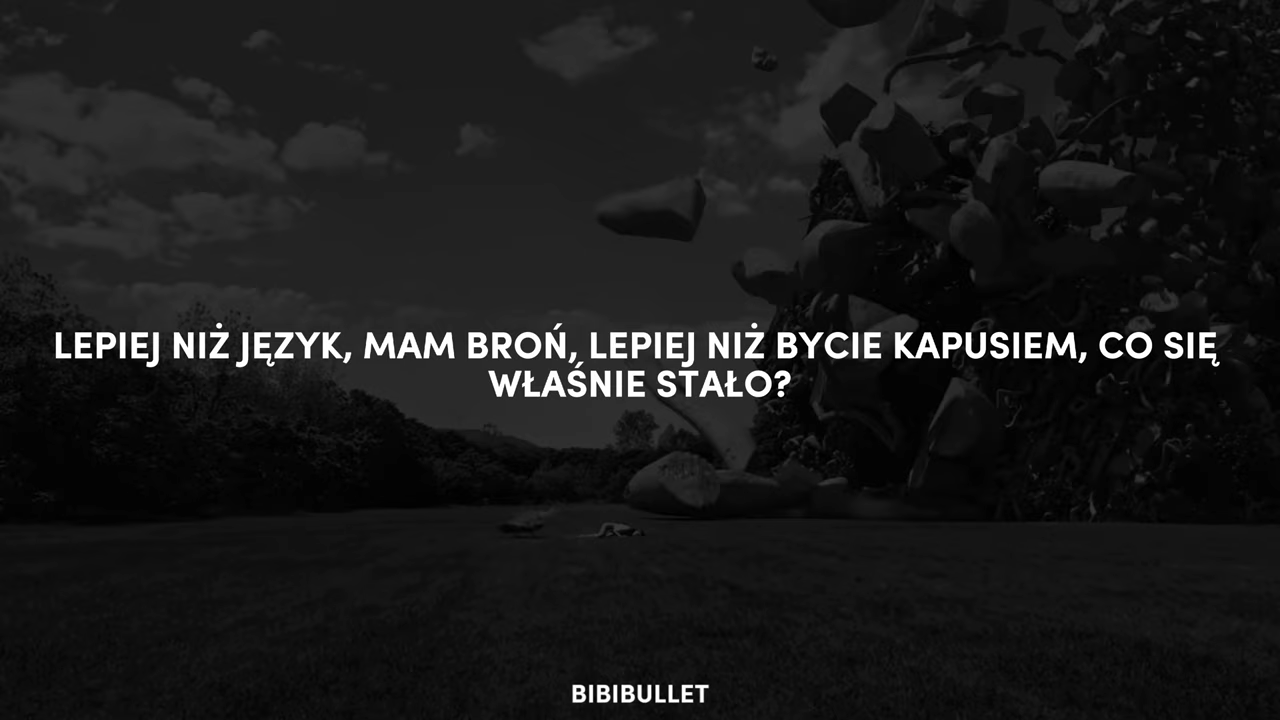 LEPIEJ NIŻ JĘZYK, MAM BROŃ, LEPIEJ NIŻ BYCIE KAPUSIEM, CO SIĘ
WŁAŚNIE STAŁO?
BIBIBULLET